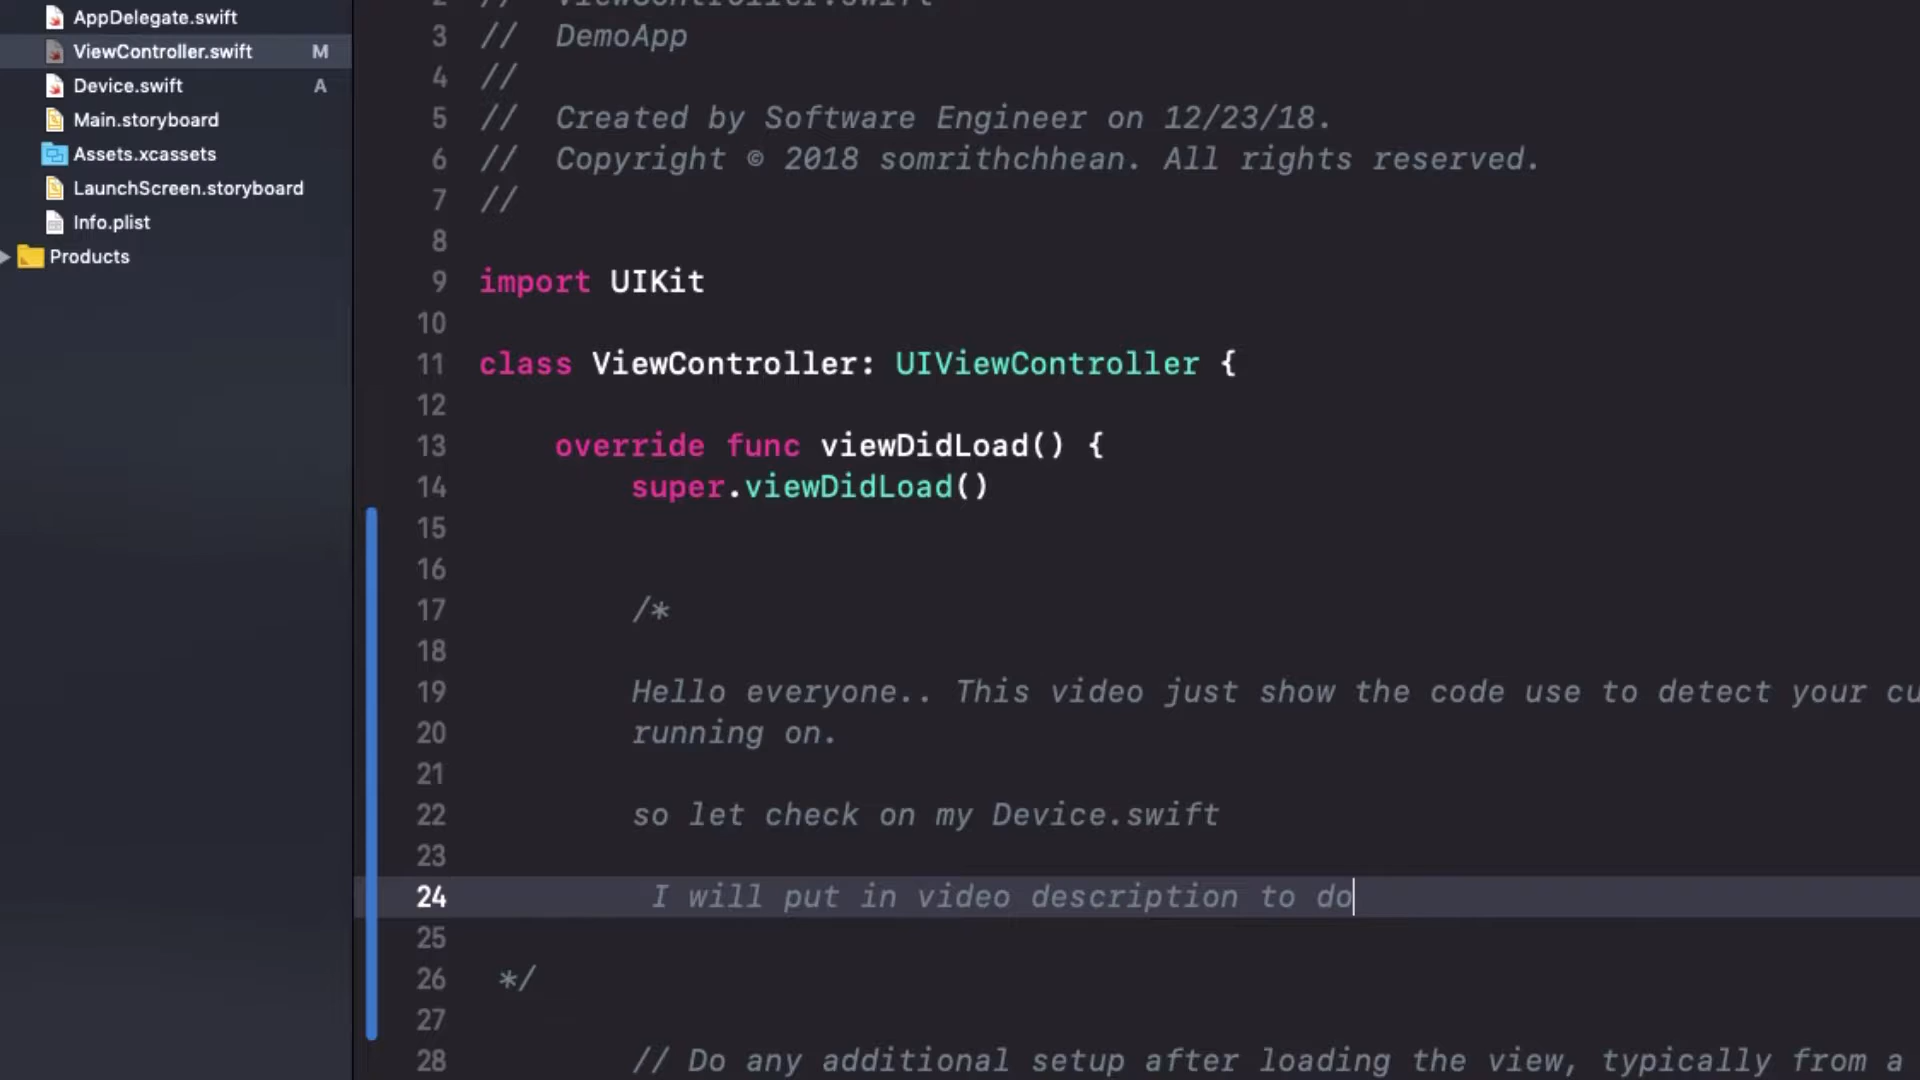 AppDelegate.swift
ViewController.swift M
Device.swift A
Main.storyboard
Assets.xcassets
LaunchScreen.storyboard
Info.plist
Products
2 // ViewController.swift
3 // DemoApp
4 //
5 // Created by Software Engineer on 12/23/18.
6 // Copyright © 2018 somrithchhean. All rights reserved.
7 //
8
9 import UIKit
10
11 class ViewController: UIViewController {
12
13 override func viewDidLoad() {
14 super.viewDidLoad()
15
16
17 /*
18
19 Hello everyone.. This video just show the code use to detect your cu
20 running on.
21
22 so let check on my Device.swift
23
24 I will put in video description to do
25
26 */
27
28 // Do any additional setup after loading the view, typically from a